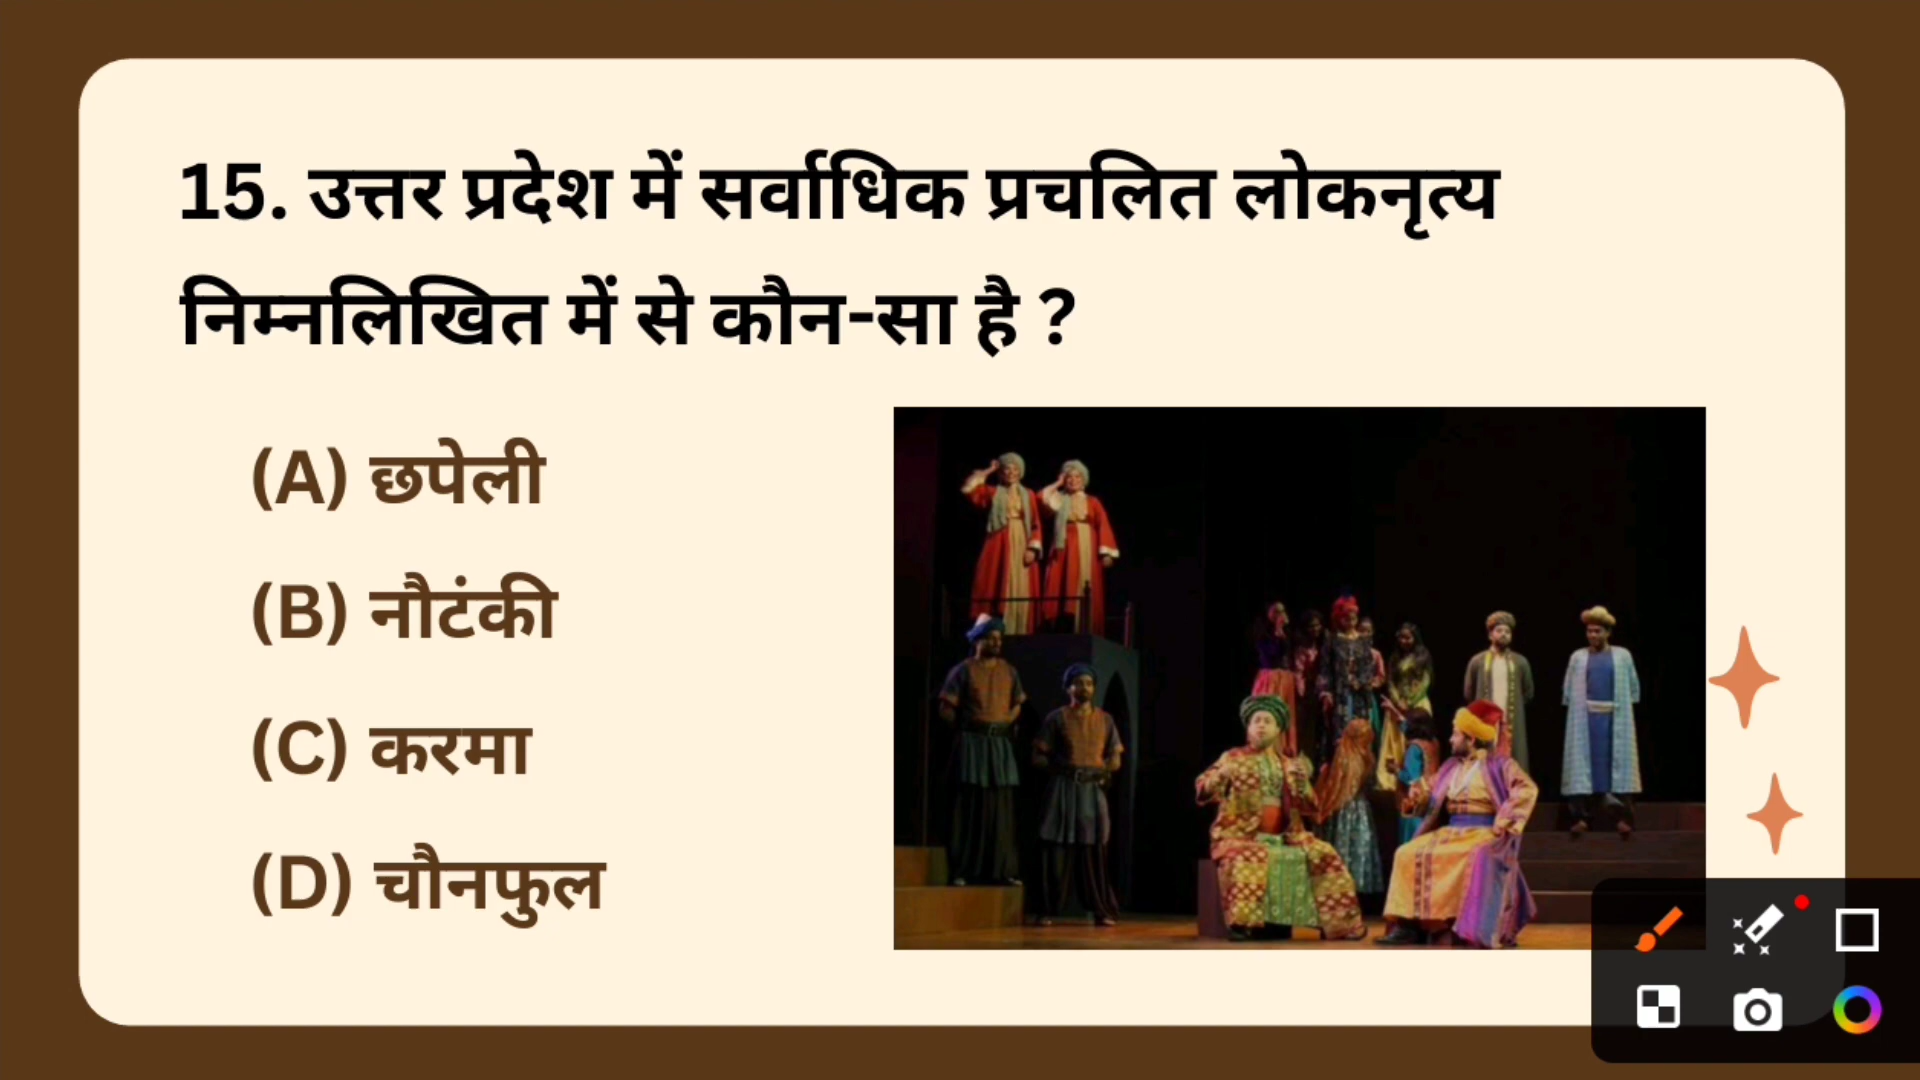 15. उत्तर प्रदेश में सर्वाधिक प्रचलित लोकनृत्य
निम्नलिखित में से कौन-सा है ?
(A) छपेली
(B) नौटंकी
(C) करमा
(D) चौनफुल